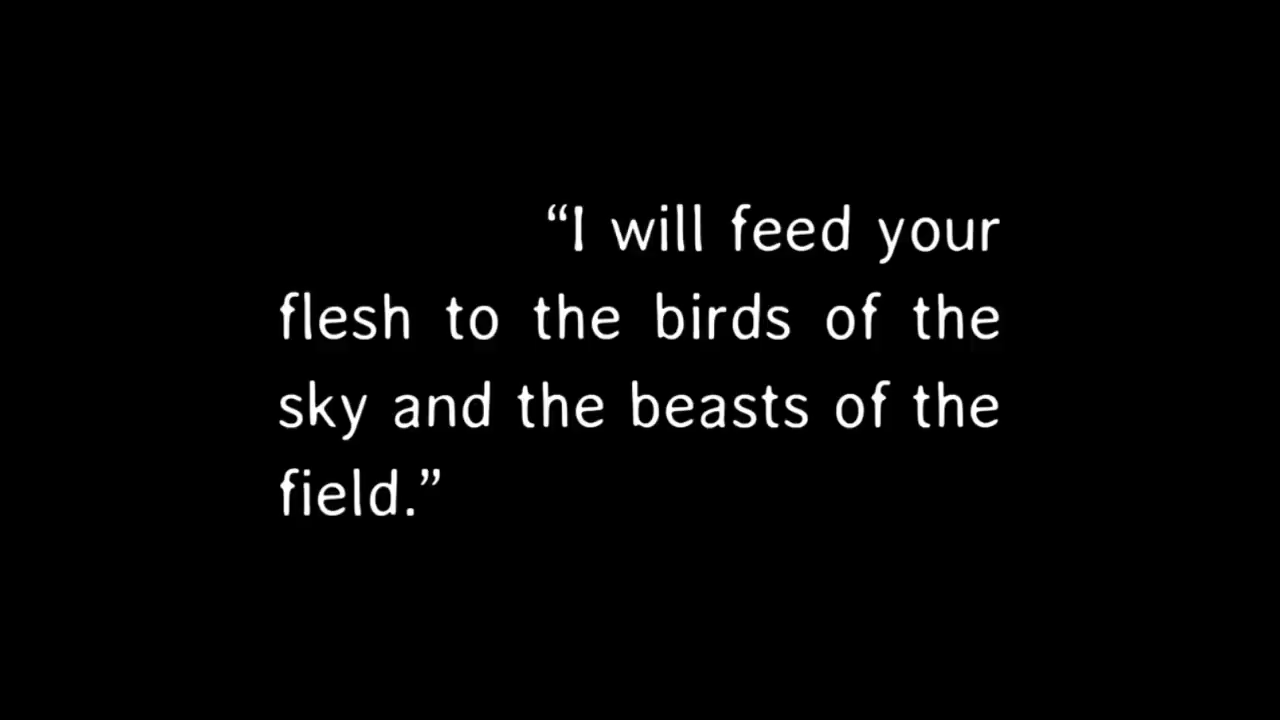 “I will feed your
flesh to the birds of the
sky and the beasts of the
field.”